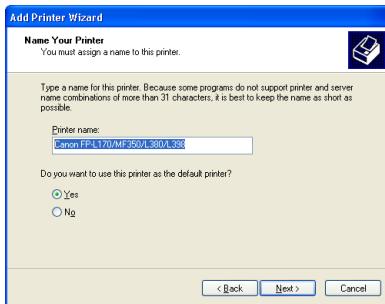 Add Printer Wizard
Name Your Printer
You must assign a name to this printer.
Type a name for this printer. Because some programs do not support printer and server
name combinations of more than 31 characters, it is best to keep the name as short as
possible.
Printer name:
Canon FP-L170/MF350/L380/L398
Do you want to use this printer as the default printer?
Yes
No
< Back
Next >
Cancel